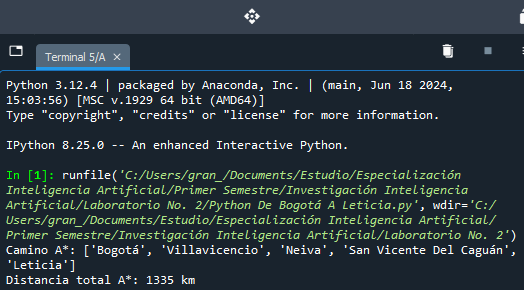 Terminal 5/A
Python 3.12.4 | packaged by Anaconda, Inc. | (main, Jun 18 2024,
15:03:56) [MSC v.1929 64 bit (AMD64)]
Type "copyright", "credits" or "license" for more information.
IPython 8.25.0 -- An enhanced Interactive Python.
In [1]: runfile('C:/Users/gran_/Documents/Estudio/Especialización
Inteligencia Artificial/Primer Semestre/Investigación Inteligencia
Artificial/Laboratorio No. 2/Python De Bogotá A Leticia.py', wdir='C:/
Users/gran_/Documents/Estudio/Especialización Inteligencia Artificial/
Primer Semestre/Investigación Inteligencia Artificial/Laboratorio No. 2')
Camino A*: ['Bogotá', 'Villavicencio', 'Neiva', 'San Vicente Del Caguán',
'Leticia']
Distancia total A*: 1335 km